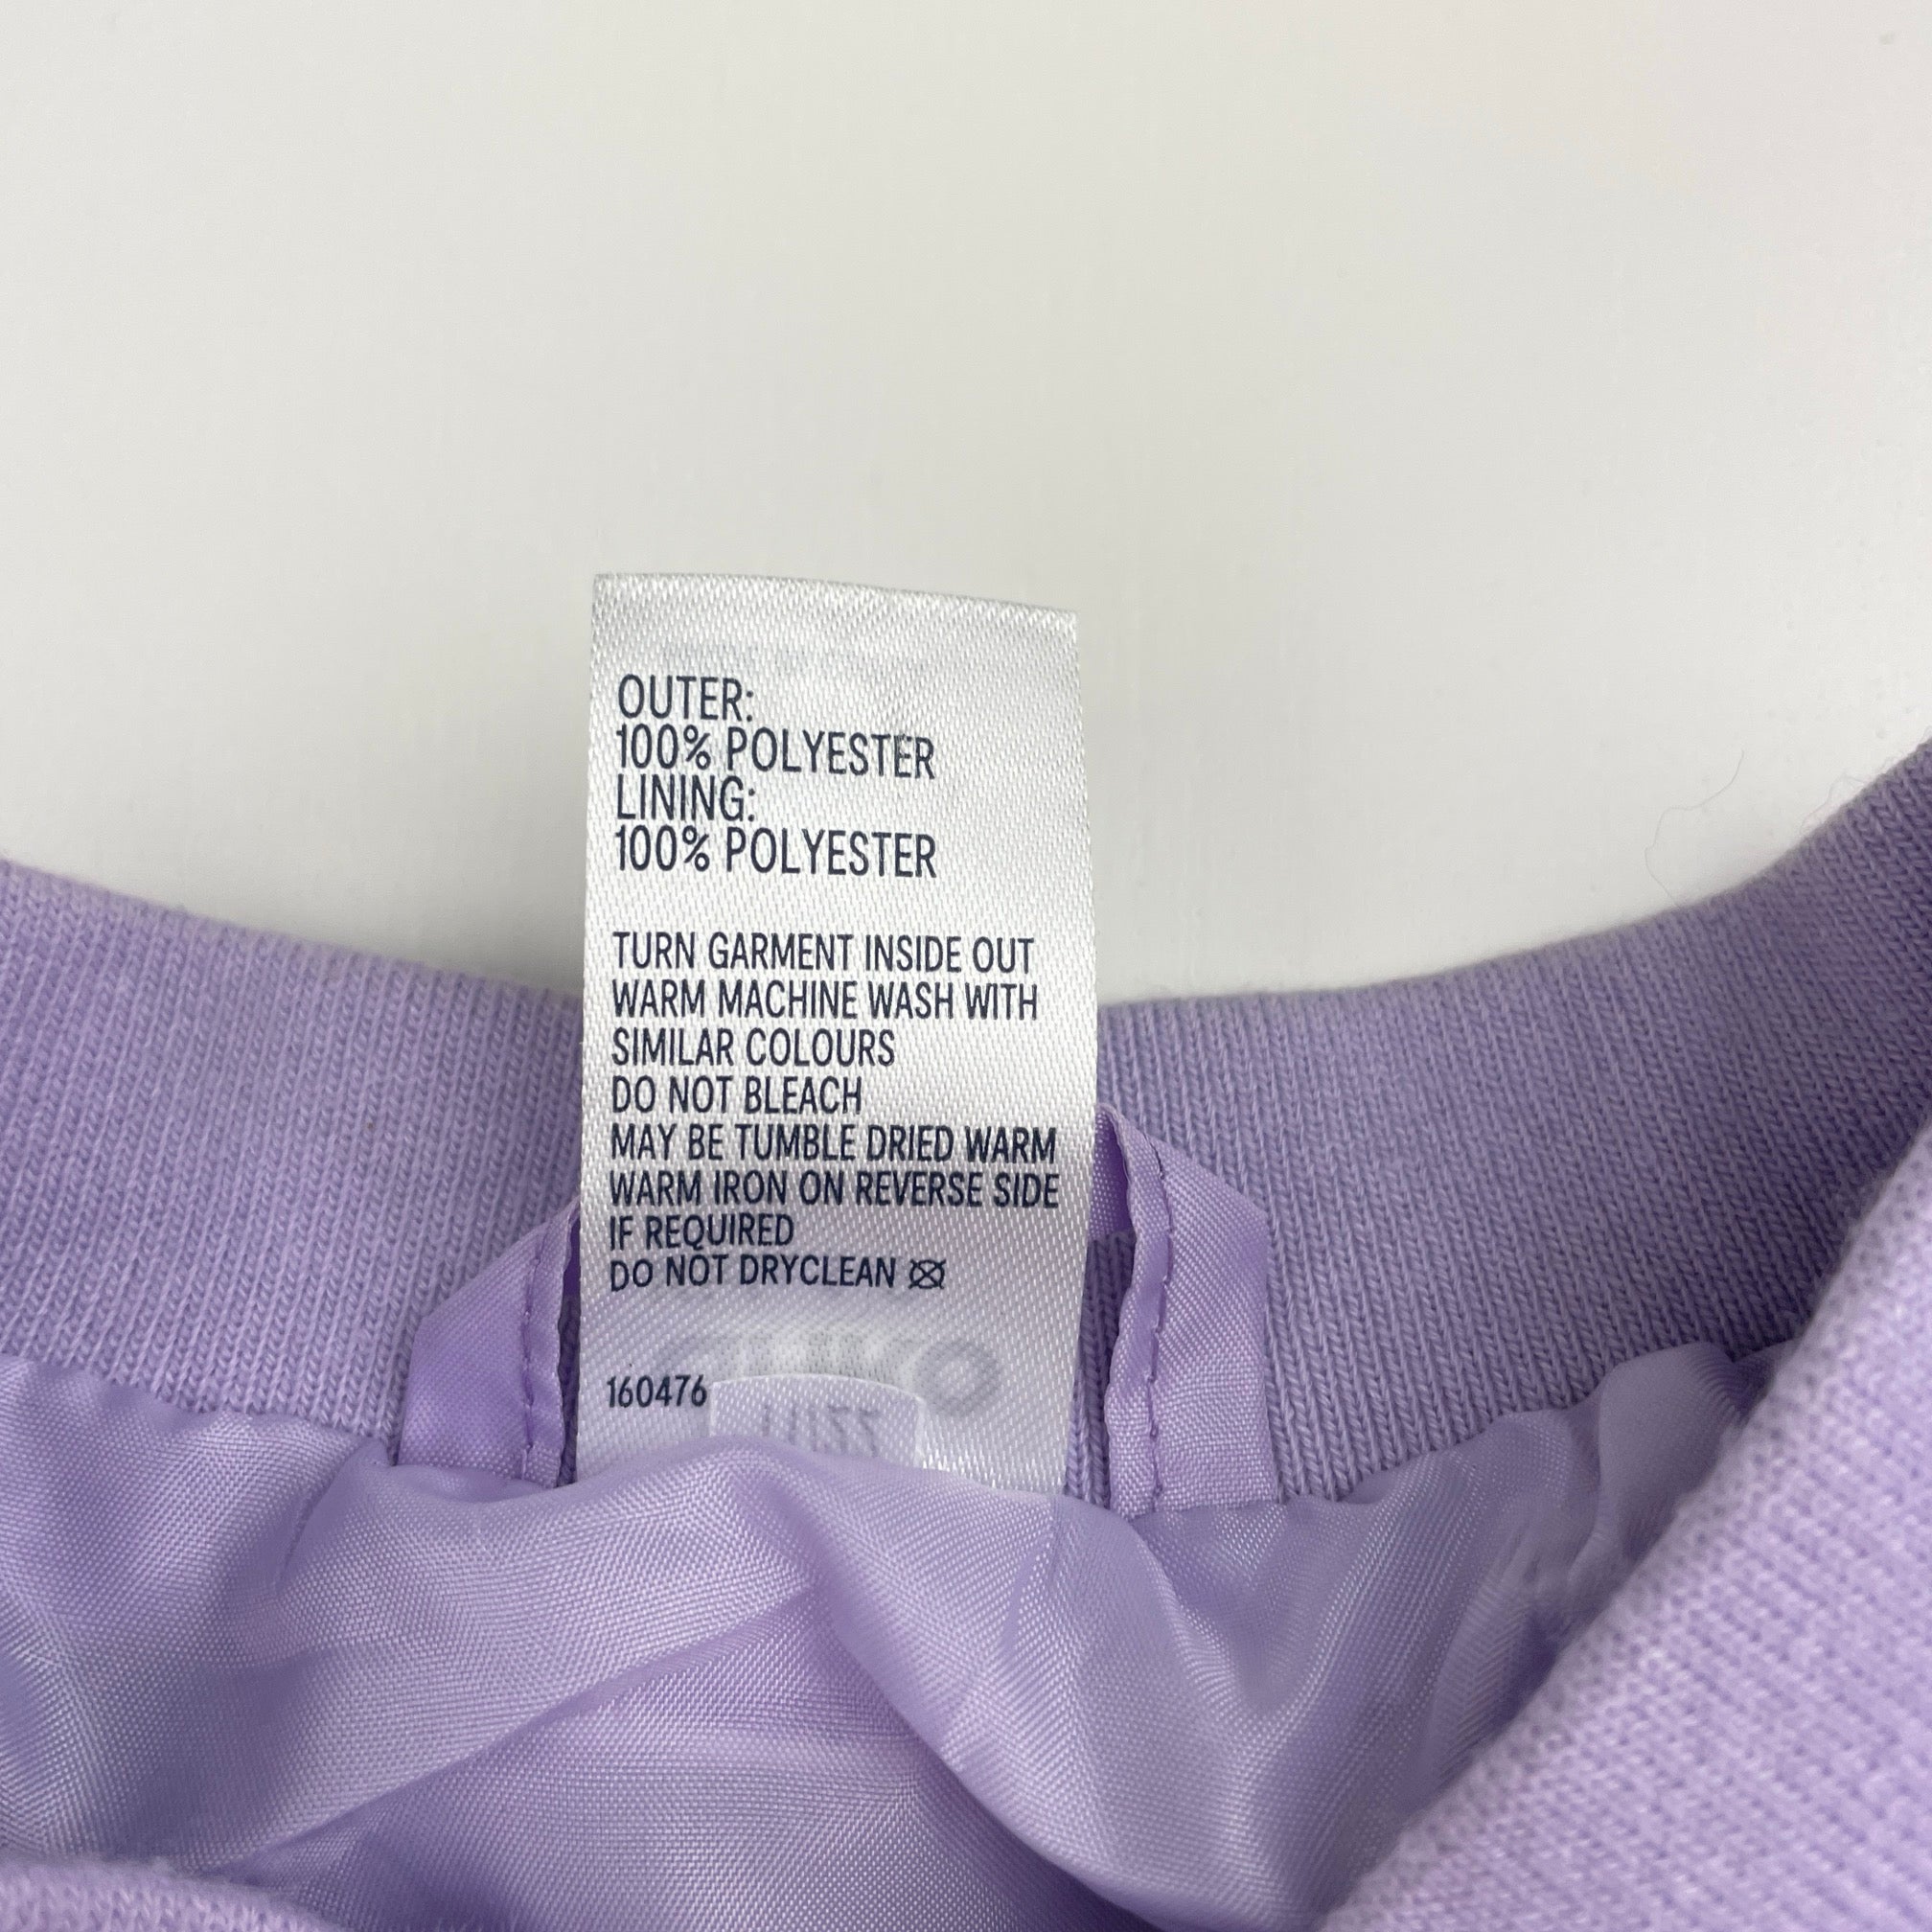 OUTER:
100% POLYESTER
LINING:
100% POLYESTER
TURN GARMENT INSIDE OUT
WARM MACHINE WASH WITH
SIMILAR COLOURS
DO NOT BLEACH
MAY BE TUMBLE DRIED WARM
WARM IRON ON REVERSE SIDE
IF REQUIRED
DO NOT DRYCLEAN
160476